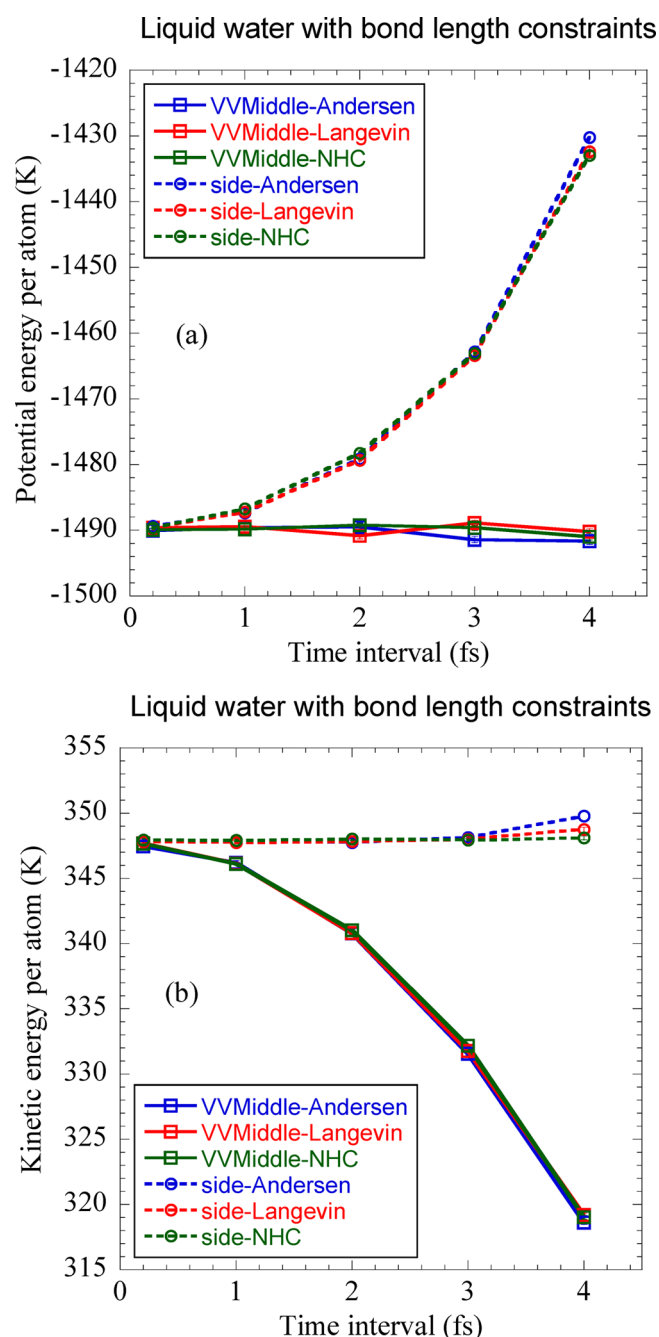 Liquid water with bond length constraints
-1420
-1430
-1440
-1450
-1460
-1470
-1480
-1490
-1500
Potential energy per atom (K)
VVMiddle-Andersen
VVMiddle-Langevin
VVMiddle-NHC
side-Andersen
side-Langevin
side-NHC
(a)
0 1 2 3 4
Time interval (fs)
Liquid water with bond length constraints
355
350
345
340
335
330
325
320
315
Kinetic energy per atom (K)
(b)
VVMiddle-Andersen
VVMiddle-Langevin
VVMiddle-NHC
side-Andersen
side-Langevin
side-NHC
0 1 2 3 4
Time interval (fs)